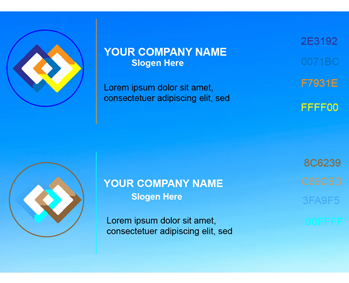 YOUR COMPANY NAME
Slogen Here
Lorem ipsum dolor sit amet,
consectetuer adipiscing elit, sed
2E3192
0071BC
F7931E
FFFF00
YOUR COMPANY NAME
Slogen Here
Lorem ipsum dolor sit amet,
consectetuer adipiscing elit, sed
8C6239
3FA9F5
00FFFF